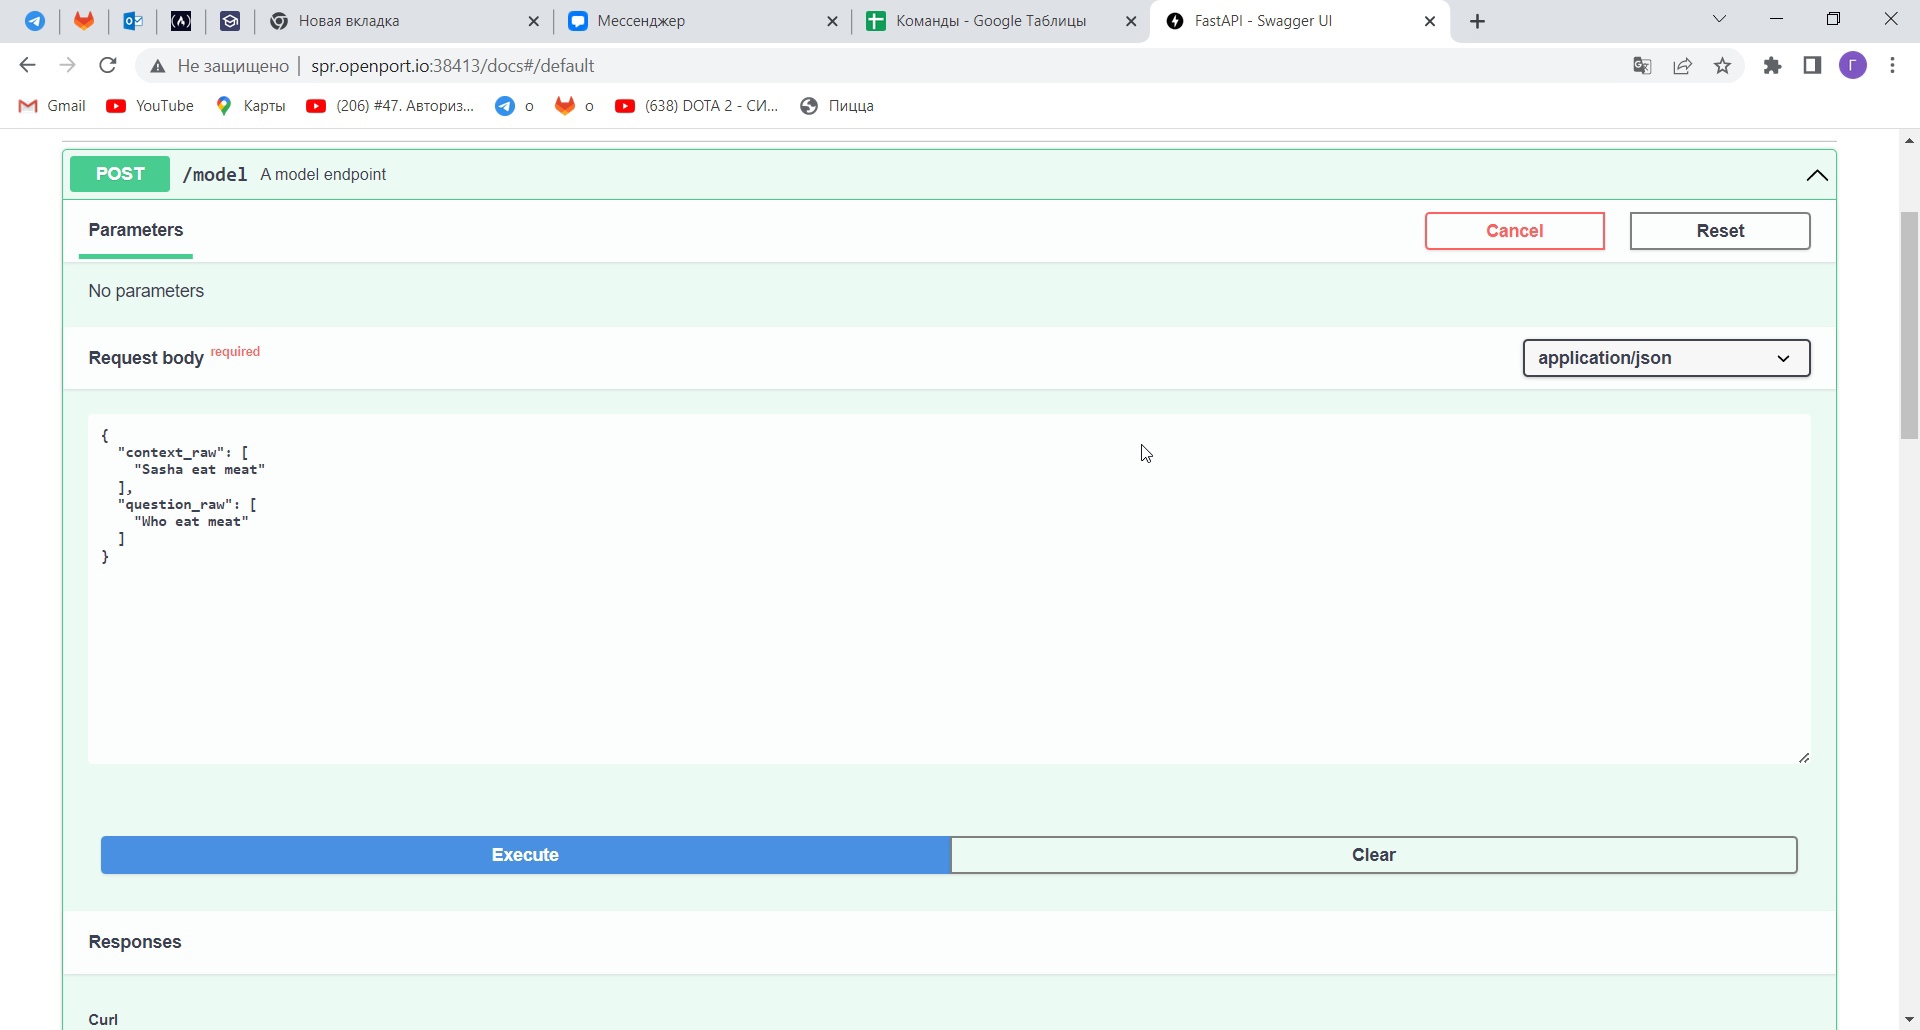 Новая вкладка
Мессенджер
Команды - Google Таблицы
FastAPI - Swagger UI
Не защищено | spr.openport.io:38413/docs#/default
Г
Gmail
YouTube
Карты
(206) #47. Авториз...
о
о
(638) DOTA 2 - СИ...
Пицца
POST /model A model endpoint
Parameters
Cancel
Reset
No parameters
Request body required
application/json
{
"context_raw": [
"Sasha eat meat"
],
"question_raw": [
"Who eat meat"
]
}
Execute
Clear
Responses
Curl